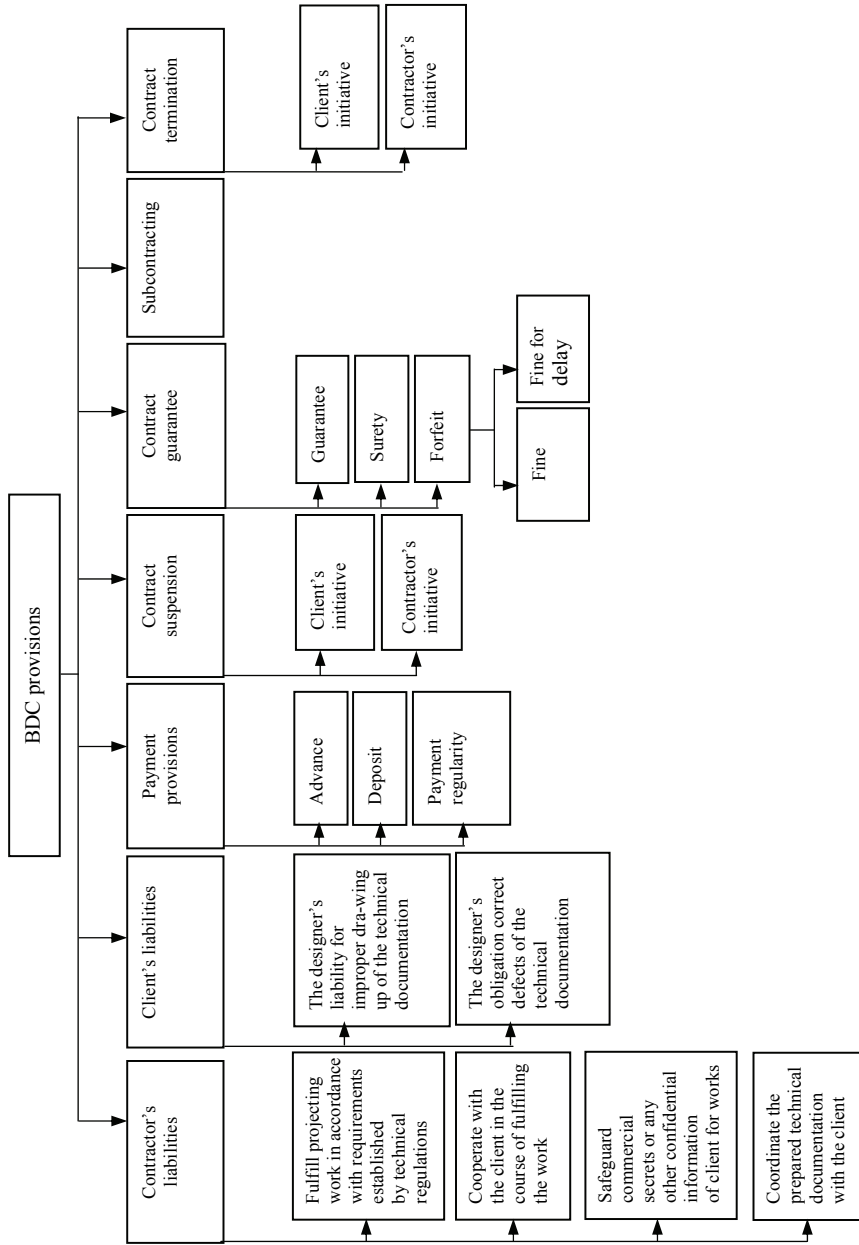 BDC provisions
Contractor's
liabilities
Client's liabilities
Payment
provisions
Contract
suspension
Contract
guarantee
Subcontracting
Contract
termination
Fulfill projecting
work in accordance
with requirements
established
by technical
regulations
Cooperate with
the client in the
course of fulfilling
the work
Safeguard
commercial
secrets or any
other confidential
information
of client for works
Coordinate the
prepared technical
documentation
with the client
The designer's
liability for
improper dra-wing
up of the technical
documentation
The designer's
obligation correct
defects of the
technical
documentation
Advance
Deposit
Payment
regularity
Client's
initiative
Contractor's
initiative
Guarantee
Surety
Forfeit
Fine
Fine for
delay
Client's
initiative
Contractor's
initiative